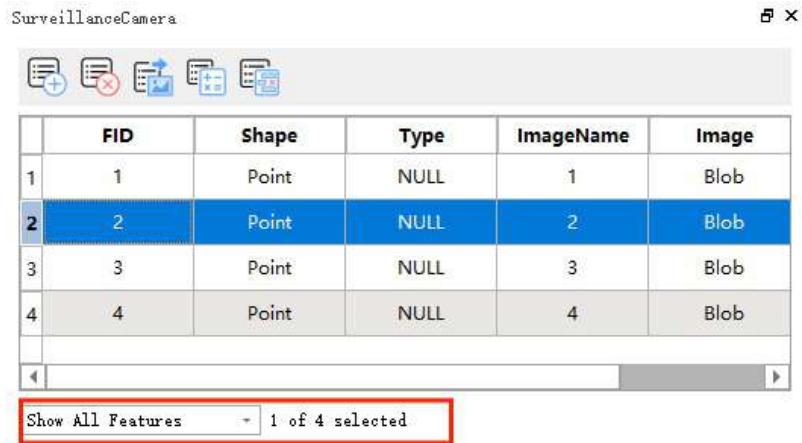 SurveillanceCamera
FID Shape Type ImageName Image
1 1 Point NULL 1 Blob
2 2 Point NULL 2 Blob
3 3 Point NULL 3 Blob
4 4 Point NULL 4 Blob
Show All Features 1 of 4 selected